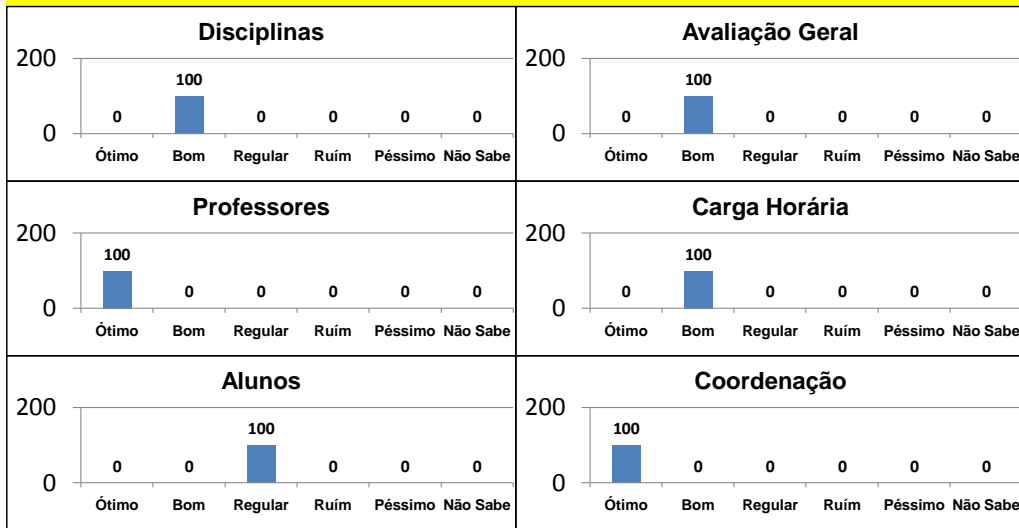 Disciplinas
200
100
0 0 0 0 0
0
Ótimo Bom Regular Ruím Péssimo Não Sabe
Avaliação Geral
200
100
0 0 0 0 0
0
Ótimo Bom Regular Ruím Péssimo Não Sabe
Professores
200
100
0 0 0 0 0
0
Ótimo Bom Regular Ruím Péssimo Não Sabe
Carga Horária
200
100
0 0 0 0 0
0
Ótimo Bom Regular Ruím Péssimo Não Sabe
Alunos
200
100
0 0 0 0 0
0
Ótimo Bom Regular Ruím Péssimo Não Sabe
Coordenação
200
100
0 0 0 0 0
0
Ótimo Bom Regular Ruím Péssimo Não Sabe